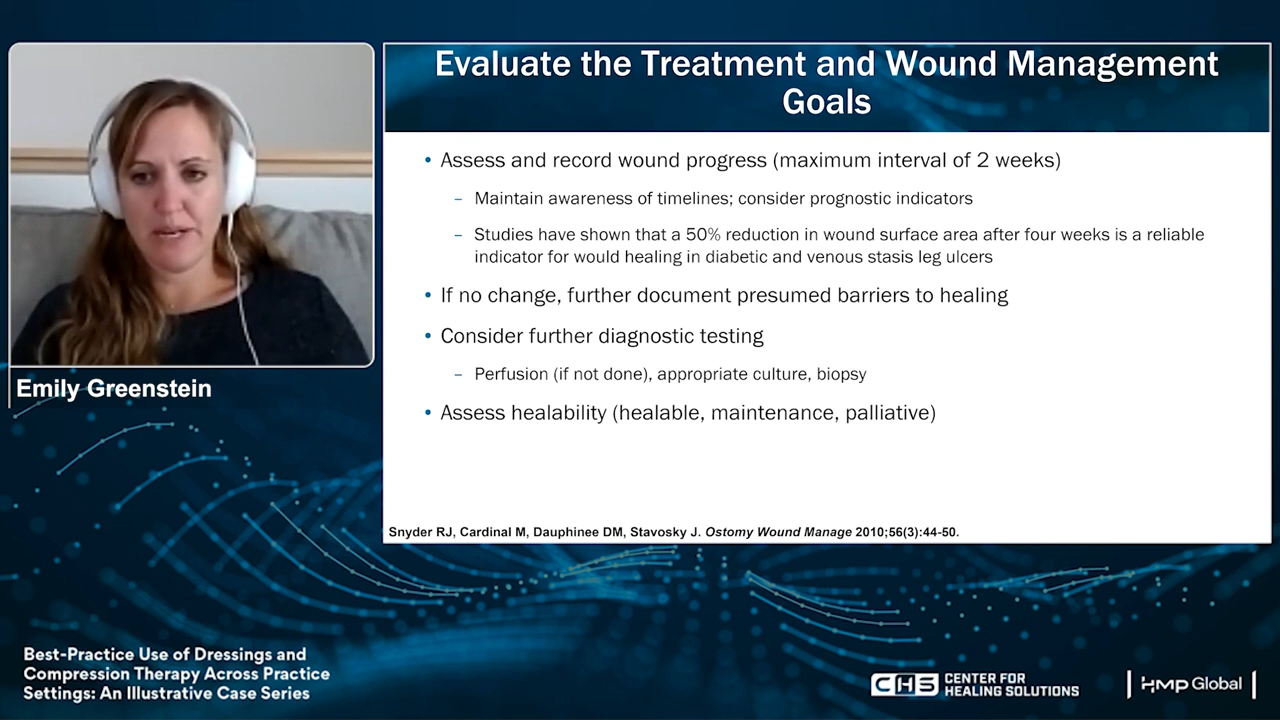 Evaluate the Treatment and Wound Management
Goals
• Assess and record wound progress (maximum interval of 2 weeks)
– Maintain awareness of timelines; consider prognostic indicators
– Studies have shown that a 50% reduction in wound surface area after four weeks is a reliable
indicator for would healing in diabetic and venous stasis leg ulcers
• If no change, further document presumed barriers to healing
• Consider further diagnostic testing
– Perfusion (if not done), appropriate culture, biopsy
• Assess healability (healable, maintenance, palliative)
Snyder RJ, Cardinal M, Dauphinee DM, Stavosky J. Ostomy Wound Manage 2010;56(3):44-50.
Emily Greenstein
Best-Practice Use of Dressings and
Compression Therapy Across Practice
Settings: An Illustrative Case Series
CHS CENTER FOR
HEALING SOLUTIONS
HMP Global